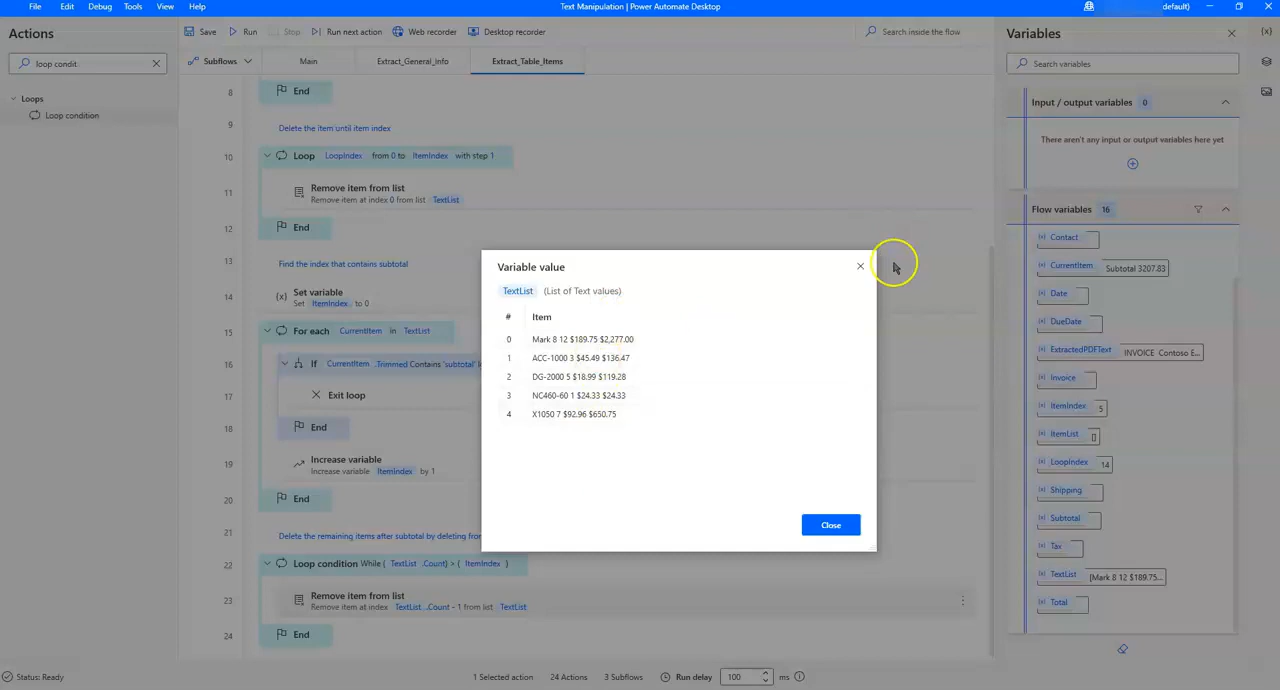 File Edit Debug Tools View Help
Text Manipulation | Power Automate Desktop
default)
Actions
loop condit.
Loops
Loop condition
Save Run Stop Run next action Web recorder Desktop recorder
Search inside the flow
Subflows Main Extract_General_Info Extract_Table_Items
8 End
9 Delete the item until item index
10 Loop LoopIndex from 0 to ItemIndex with step 1
11 Remove item from list
Remove item at index 0 from list TextList
12 End
13 Find the index that contains subtotal
14 {x} Set variable
Set ItemIndex to 0
15 For each CurrentItem in TextList
16 If CurrentItem .Trimmed Contains 'subtotal'
17 Exit loop
18 End
19 Increase variable
Increase variable ItemIndex by 1
20 End
21 Delete the remaining items after subtotal by deleting
22 Loop condition While ( TextList .Count) > ( ItemIndex )
23 Remove item from list
Remove item at index TextList .Count - 1 from list TextList
24 End
Variable value
TextList (List of Text values)
# Item
0 Mark 8 12 $189.75 $2,277.00
1 ACC-1000 3 $45.49 $136.47
2 DG-2000 5 $18.99 $119.28
3 NC460-60 1 $24.33 $24.33
4 X1050 7 $92.96 $650.75
Close
Variables
{x}
Search variables
Input / output variables 0
There aren't any input or output variables here yet
Flow variables 16
Contact
CurrentItem Subtotal 3207.83
Date
DueDate
ExtractedPDFText INVOICE Contoso E...
Invoice
ItemIndex 5
ItemList []
LoopIndex 14
Shipping
Subtotal
Tax
TextList [Mark 8 12 $189.75...
Total
Status: Ready
1 Selected action 24 Actions 3 Subflows Run delay 100 ms